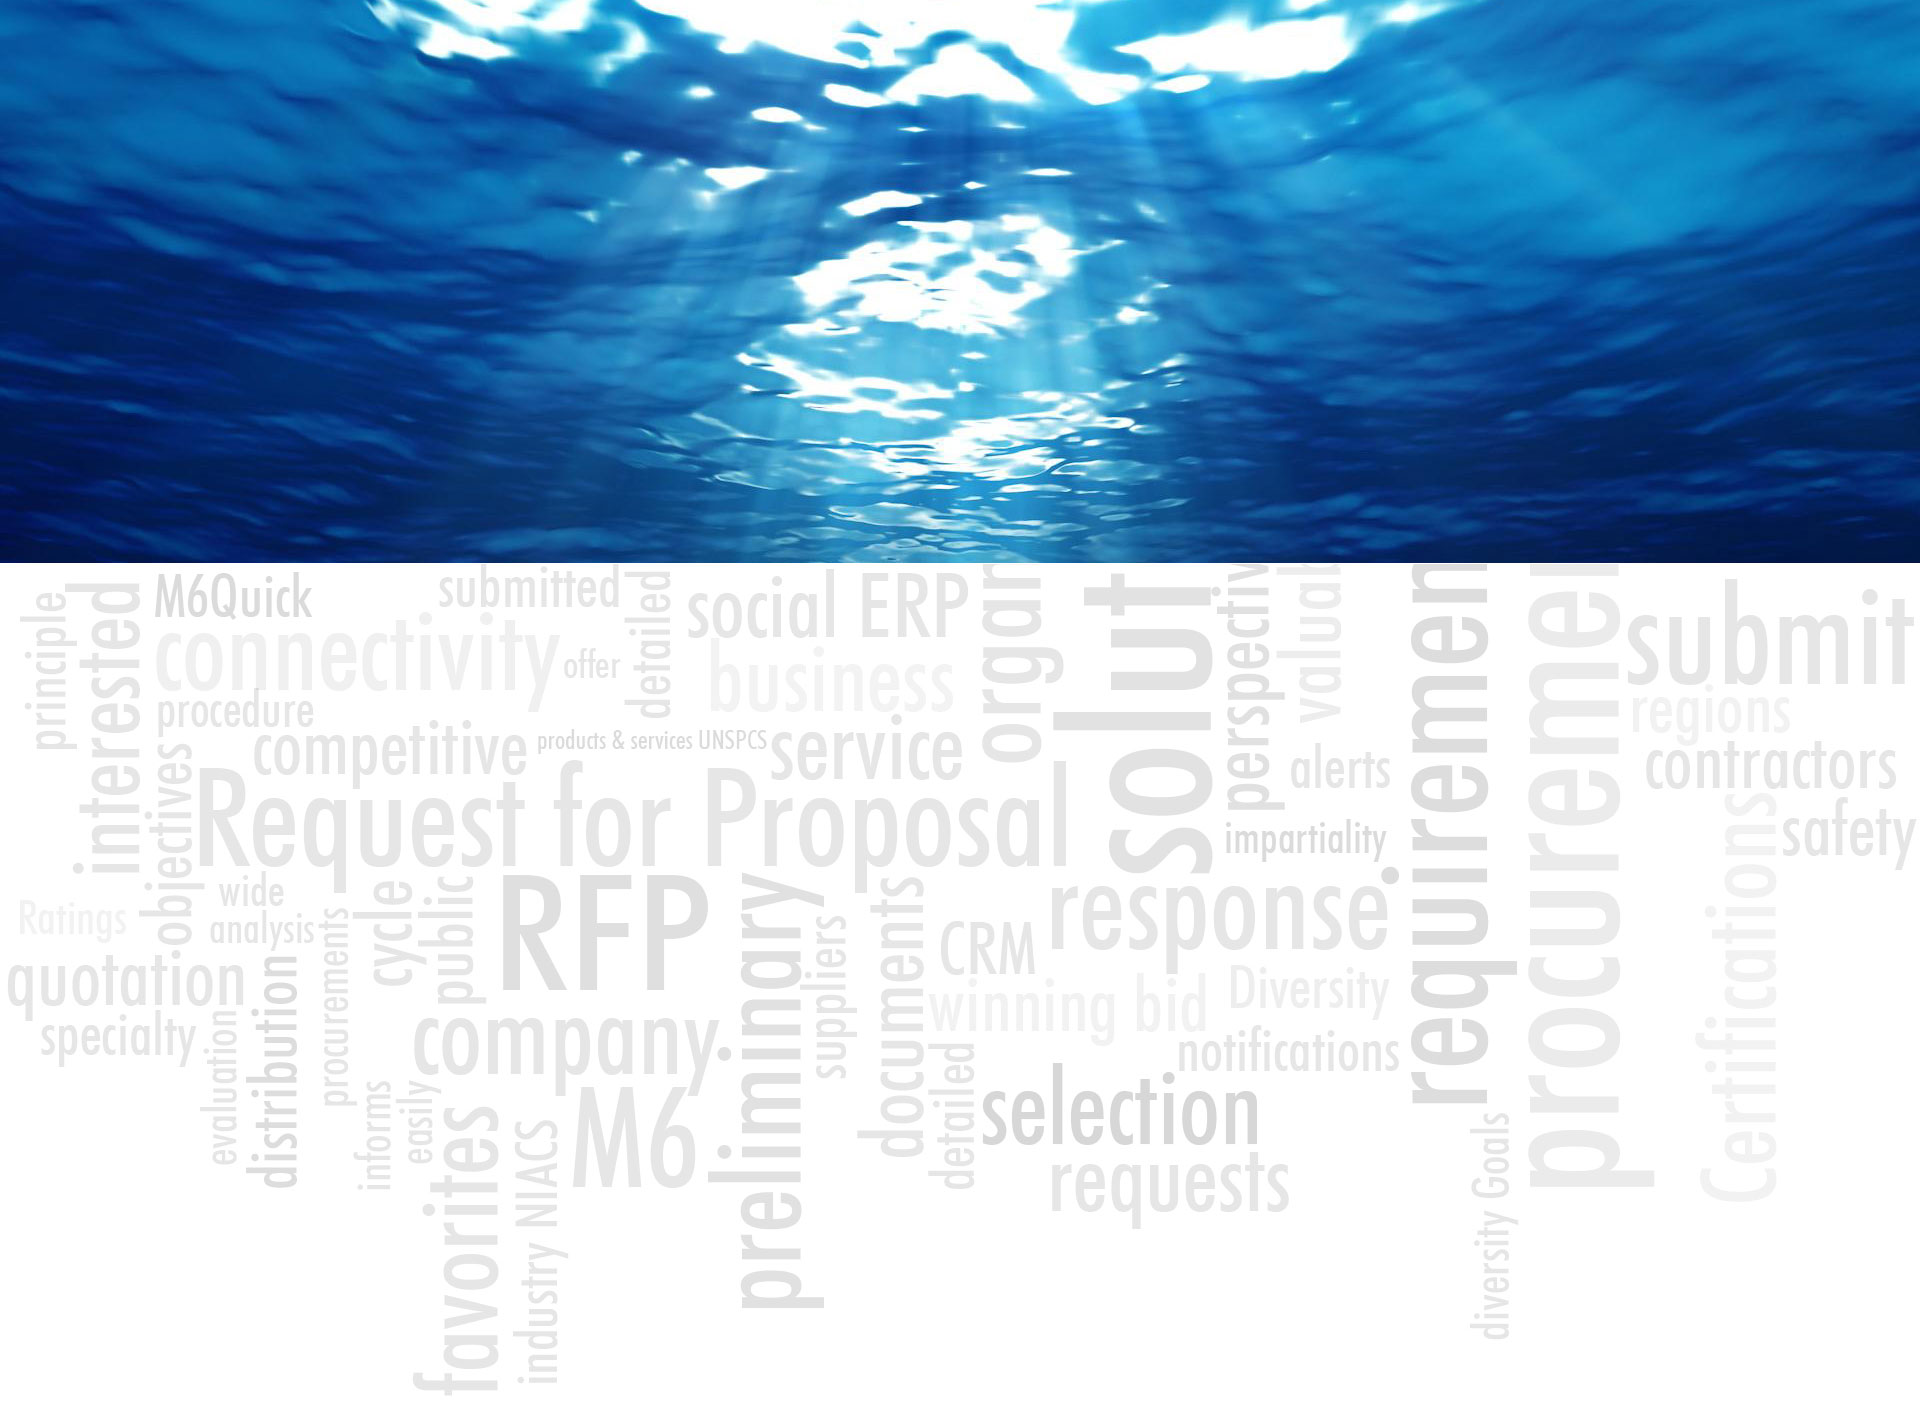 principle
interested
M6Quick
connectivity
procedure
submitted
offer
detailed
social ERP
business
organ
solut
perspectiv
valuab
requiremen
procuremen
submit
regions
contractors
safety
competitive
products & services UNSPCS
service
alerts
impartiality
objectives
Request for Proposal
Ratings
wide
analysis
quotation
specialty
evaluation
distribution
procurements
cycle
public
RFP
company
M6
informs
easily
favorites
industry NIACS
preliminary
suppliers
documents
CRM
response
winning bid
Diversity
notifications
detailed
selection
requests
diversity Goals
Certifications